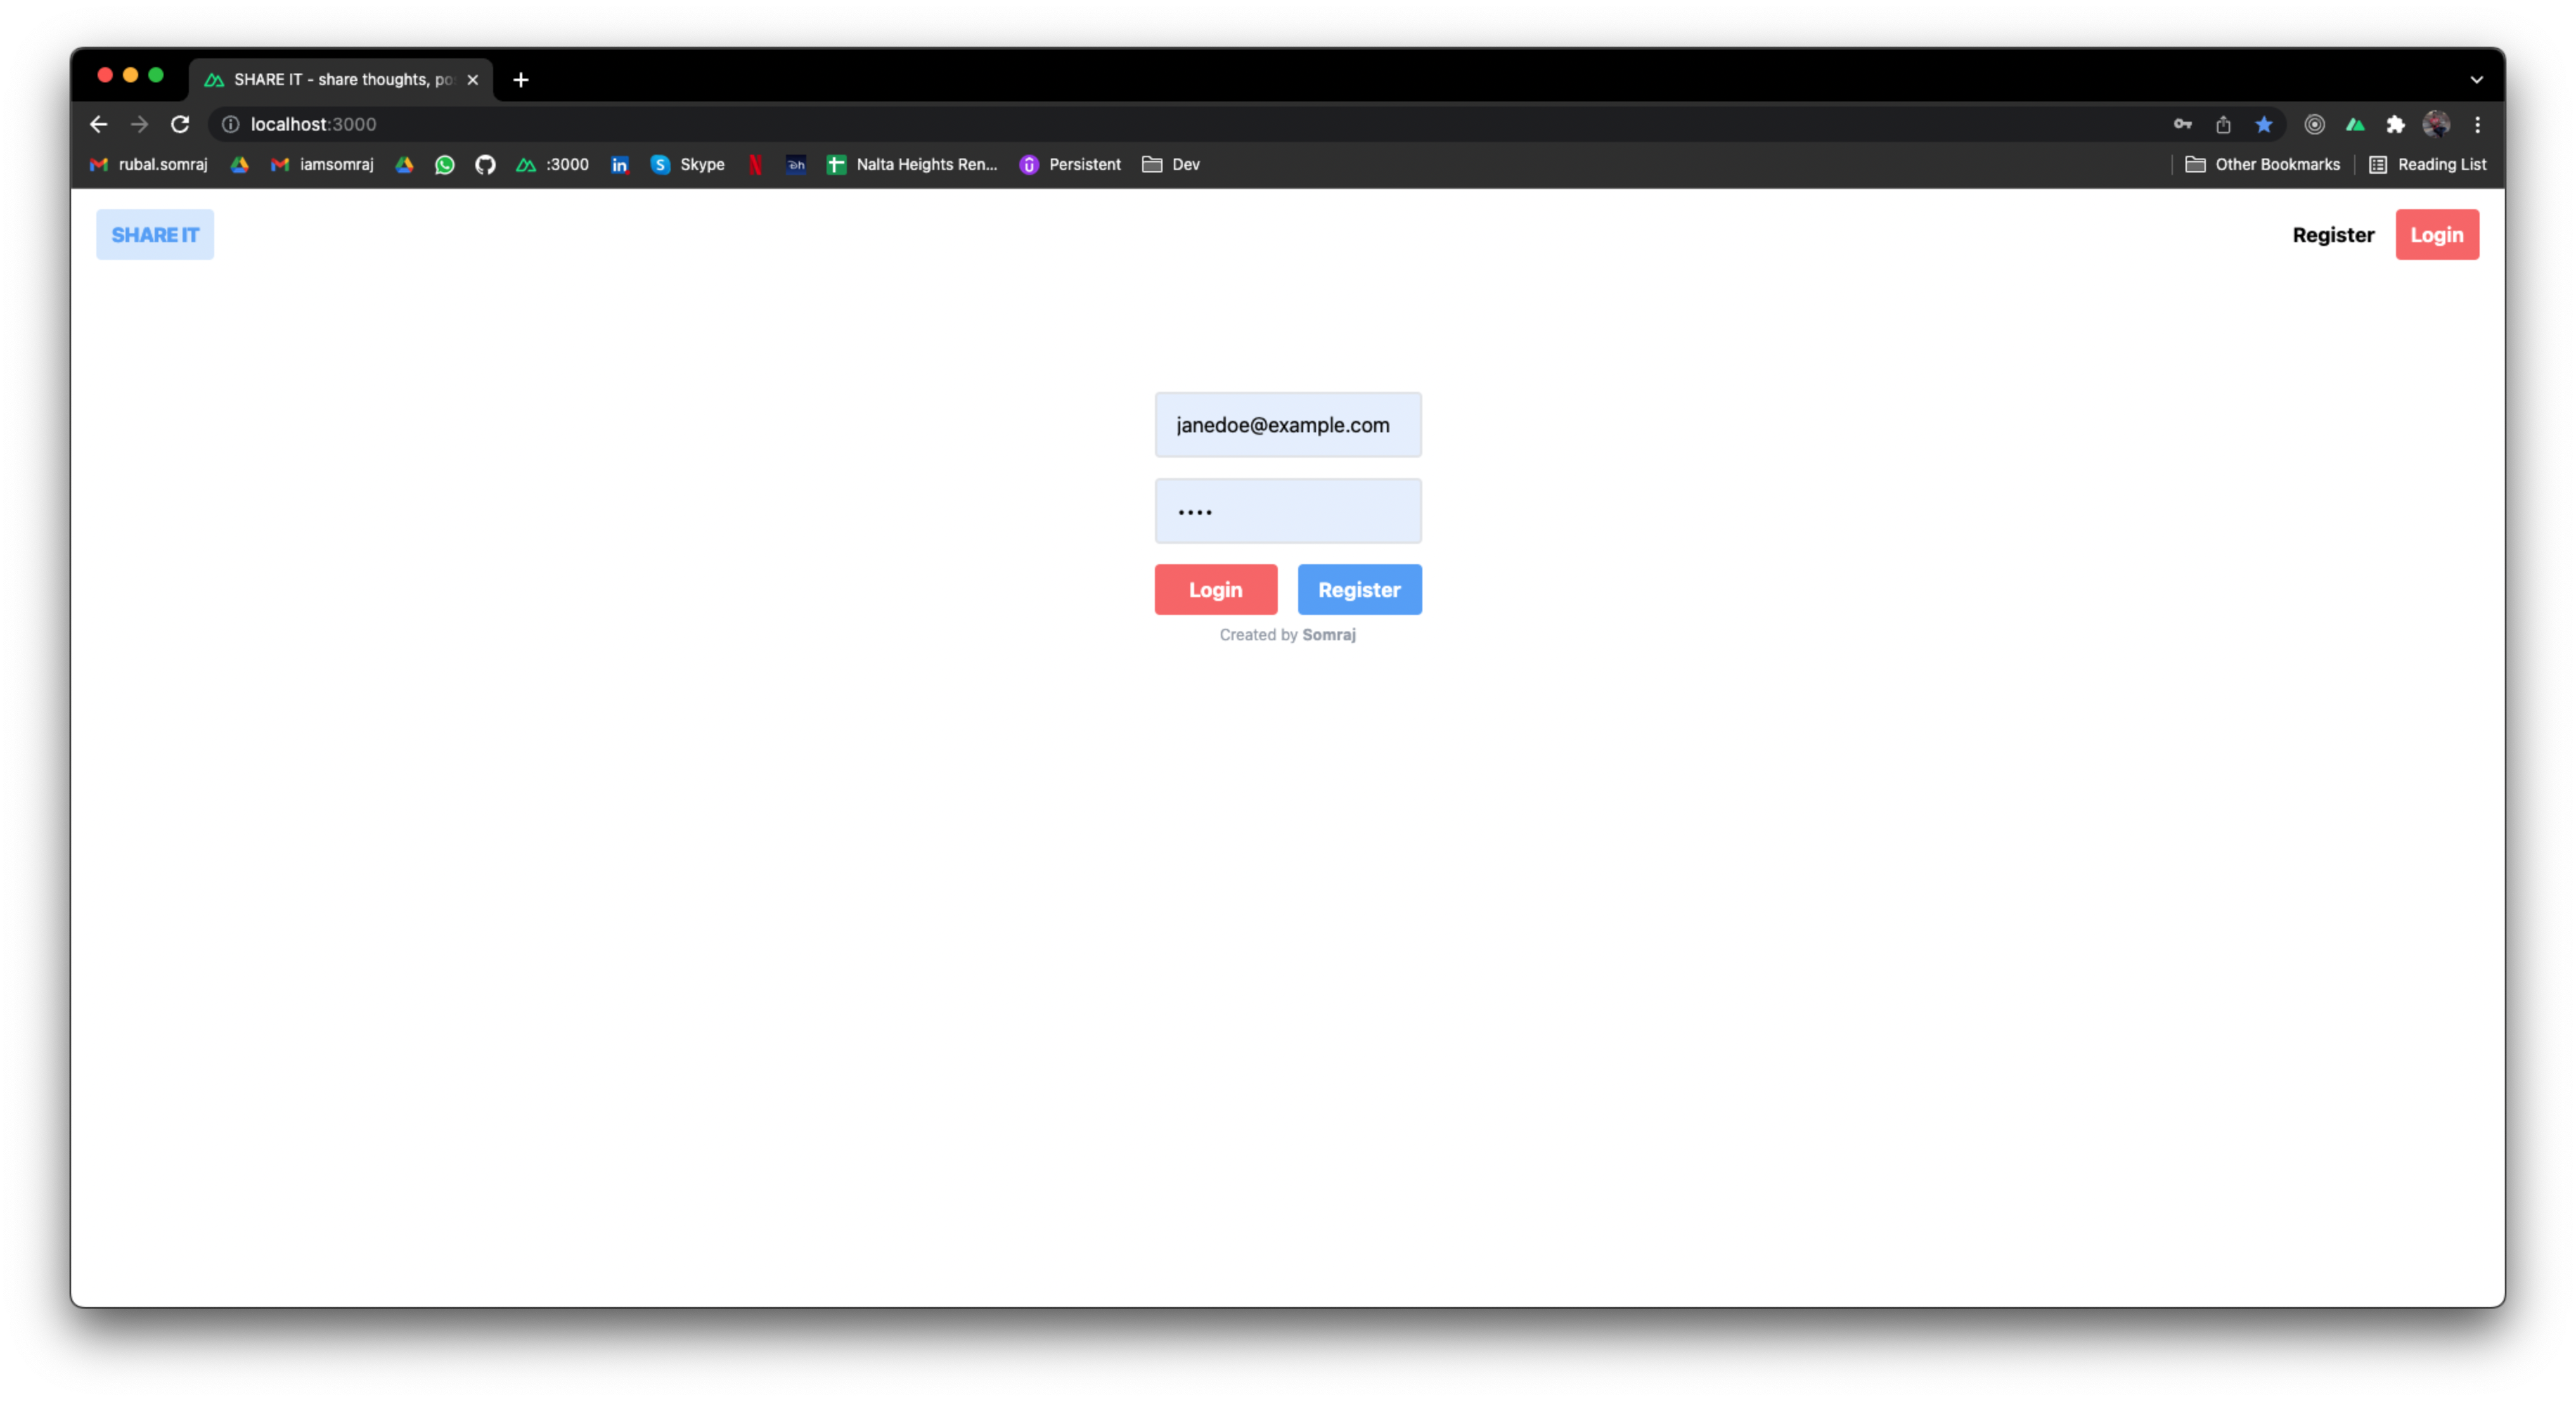 SHARE IT - share thoughts, po
localhost:3000
rubal.somraj iamsomraj :3000 in S Skype N Nalta Heights Ren... Persistent Dev Other Bookmarks Reading List
SHARE IT Register Login
janedoe@example.com
••••
Login Register
Created by Somraj